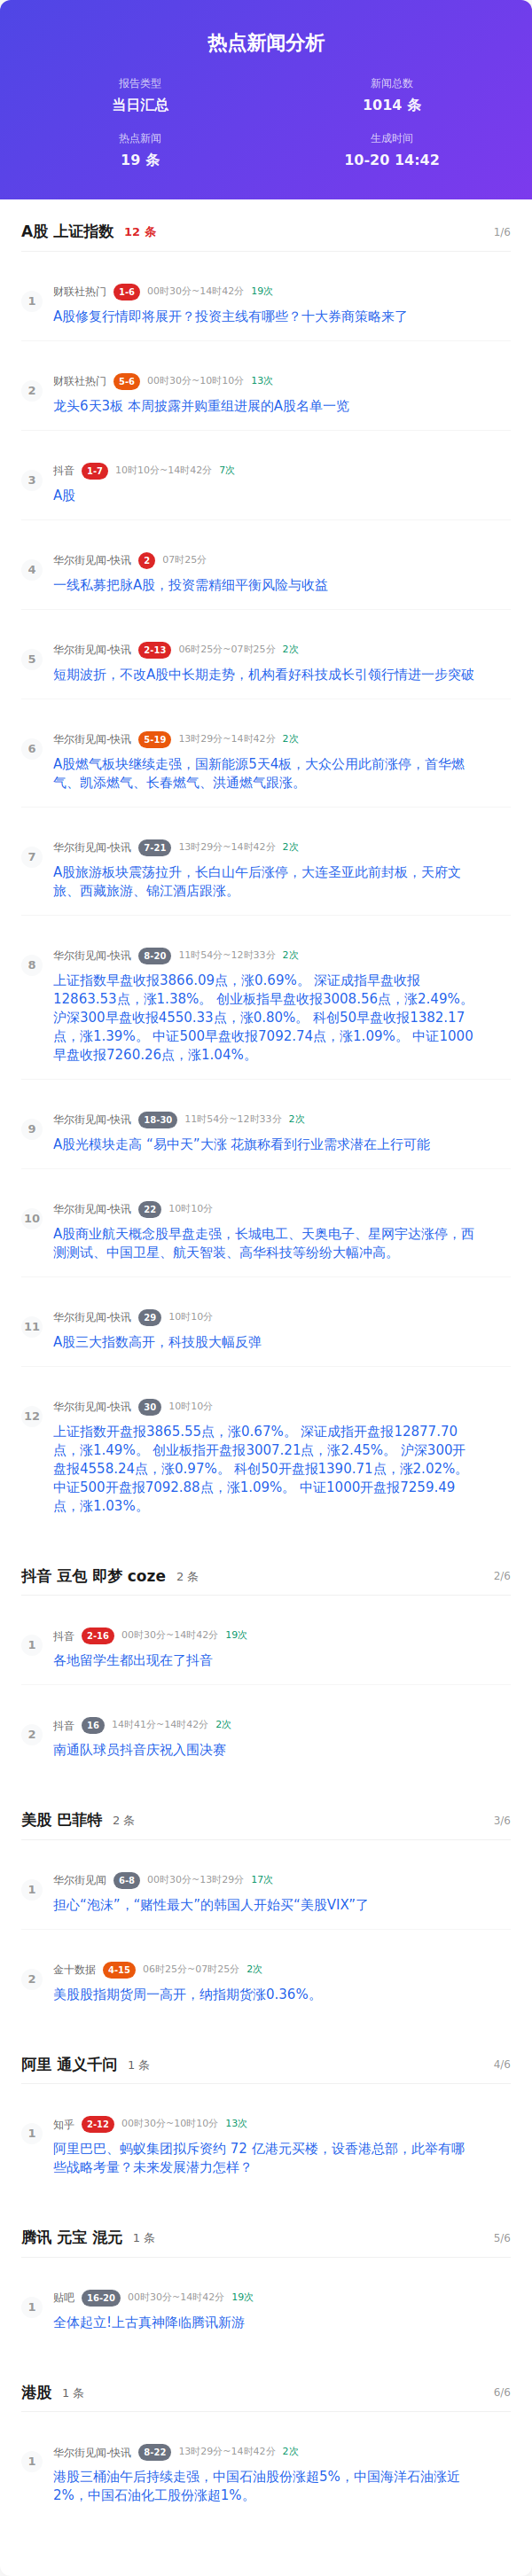 热点新闻分析
报告类型
新闻总数
当日汇总
1014 条
热点新闻
生成时间
19 条
10-20 14:42
A股 上证指数 12 条 1/6
1
财联社热门 1-6 00时30分~14时42分 19次
A股修复行情即将展开？投资主线有哪些？十大券商策略来了
2
财联社热门 5-6 00时30分~10时10分 13次
龙头6天3板 本周披露并购重组进展的A股名单一览
3
抖音 1-7 10时10分~14时42分 7次
A股
4
华尔街见闻-快讯 2 07时25分
一线私募把脉A股，投资需精细平衡风险与收益
5
华尔街见闻-快讯 2-13 06时25分~07时25分 2次
短期波折，不改A股中长期走势，机构看好科技成长引领行情进一步突破
6
华尔街见闻-快讯 5-19 13时29分~14时42分 2次
A股燃气板块继续走强，国新能源5天4板，大众公用此前涨停，首华燃
气、凯添燃气、长春燃气、洪通燃气跟涨。
7
华尔街见闻-快讯 7-21 13时29分~14时42分 2次
A股旅游板块震荡拉升，长白山午后涨停，大连圣亚此前封板，天府文
旅、西藏旅游、锦江酒店跟涨。
8
华尔街见闻-快讯 8-20 11时54分~12时33分 2次
上证指数早盘收报3866.09点，涨0.69%。 深证成指早盘收报
12863.53点，涨1.38%。 创业板指早盘收报3008.56点，涨2.49%。
沪深300早盘收报4550.33点，涨0.80%。 科创50早盘收报1382.17
点，涨1.39%。 中证500早盘收报7092.74点，涨1.09%。 中证1000
早盘收报7260.26点，涨1.04%。
9
华尔街见闻-快讯 18-30 11时54分~12时33分 2次
A股光模块走高 “易中天”大涨 花旗称看到行业需求潜在上行可能
10
华尔街见闻-快讯 22 10时10分
A股商业航天概念股早盘走强，长城电工、天奥电子、星网宇达涨停，西
测测试、中国卫星、航天智装、高华科技等纷纷大幅冲高。
11
华尔街见闻-快讯 29 10时10分
A股三大指数高开，科技股大幅反弹
12
华尔街见闻-快讯 30 10时10分
上证指数开盘报3865.55点，涨0.67%。 深证成指开盘报12877.70
点，涨1.49%。 创业板指开盘报3007.21点，涨2.45%。 沪深300开
盘报4558.24点，涨0.97%。 科创50开盘报1390.71点，涨2.02%。
中证500开盘报7092.88点，涨1.09%。 中证1000开盘报7259.49
点，涨1.03%。
抖音 豆包 即梦 coze 2 条 2/6
1
抖音 2-16 00时30分~14时42分 19次
各地留学生都出现在了抖音
2
抖音 16 14时41分~14时42分 2次
南通队球员抖音庆祝入围决赛
美股 巴菲特 2 条 3/6
1
华尔街见闻 6-8 00时30分~13时29分 17次
担心“泡沫”，“赌性最大”的韩国人开始买“美股VIX”了
2
金十数据 4-15 06时25分~07时25分 2次
美股股指期货周一高开，纳指期货涨0.36%。
阿里 通义千问 1 条 4/6
1
知乎 2-12 00时30分~10时10分 13次
阿里巴巴、蚂蚁集团拟斥资约 72 亿港元买楼，设香港总部，此举有哪
些战略考量？未来发展潜力怎样？
腾讯 元宝 混元 1 条 5/6
1
贴吧 16-20 00时30分~14时42分 19次
全体起立!上古真神降临腾讯新游
港股 1 条 6/6
1
华尔街见闻-快讯 8-22 13时29分~14时42分 2次
港股三桶油午后持续走强，中国石油股份涨超5%，中国海洋石油涨近
2%，中国石油化工股份涨超1%。